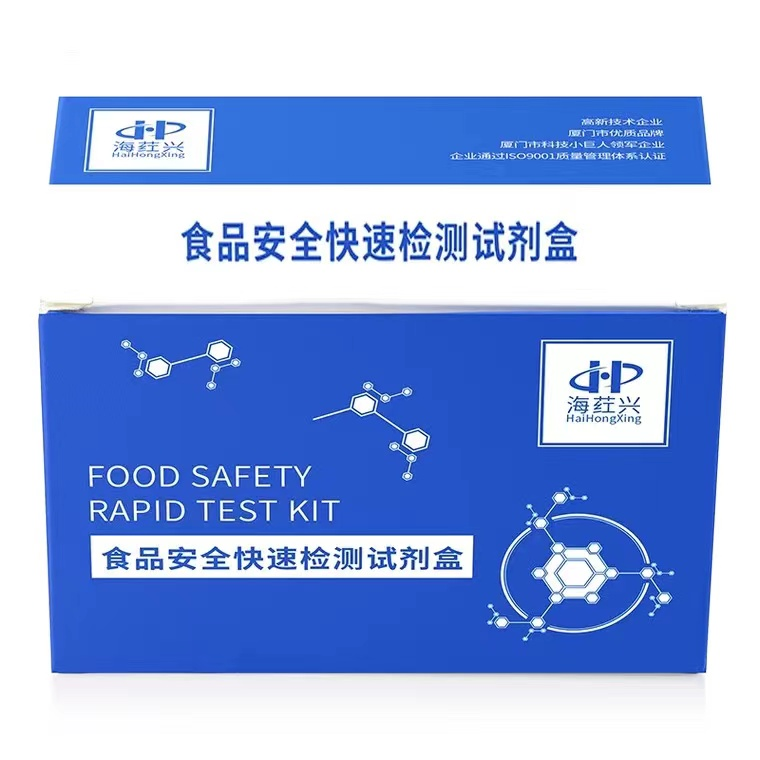 海荭兴
HaiHongXing
高新技术企业
厦门市优质品牌
厦门市科技小巨人领军企业
企业通过ISO9001质量管理体系认证
食品安全快速检测试剂盒
海荭兴
HaiHongXing
FOOD SAFETY
RAPID TEST KIT
食品安全快速检测试剂盒